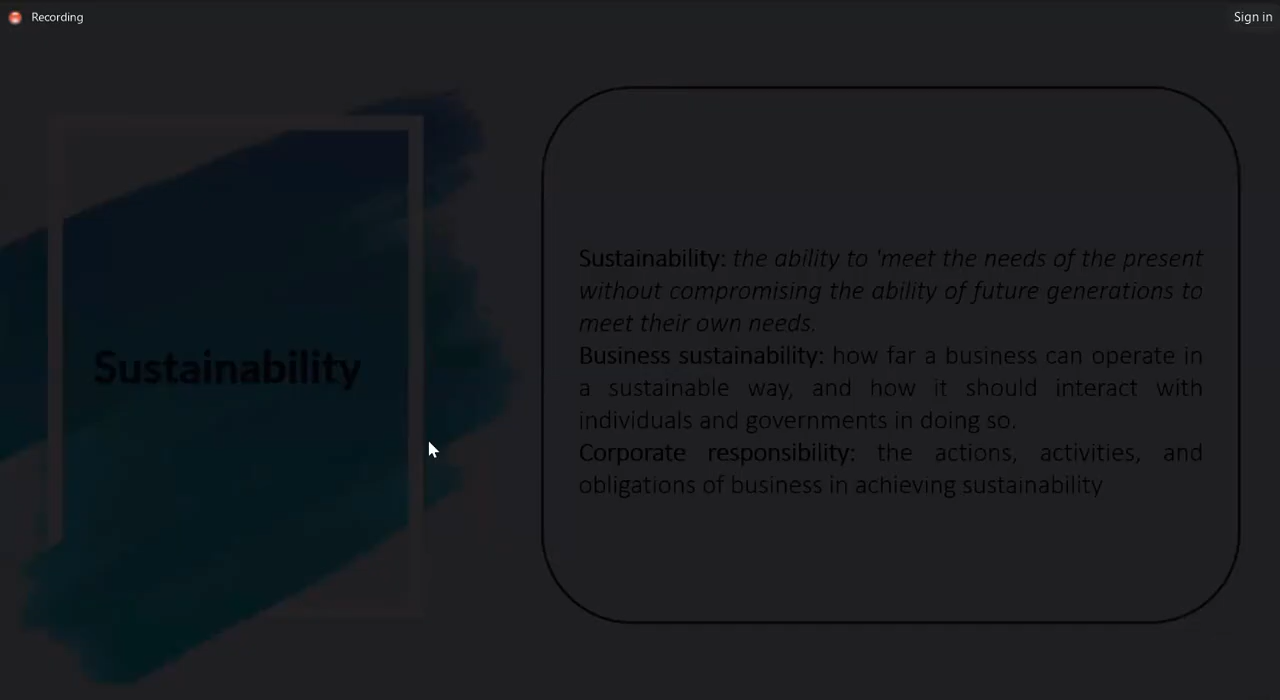 Recording
Sign in
Sustainability
Sustainability: the ability to 'meet the needs of the present
without compromising the ability of future generations to
meet their own needs.
Business sustainability: how far a business can operate in
a sustainable way, and how it should interact with
individuals and governments in doing so.
Corporate responsibility: the actions, activities, and
obligations of business in achieving sustainability